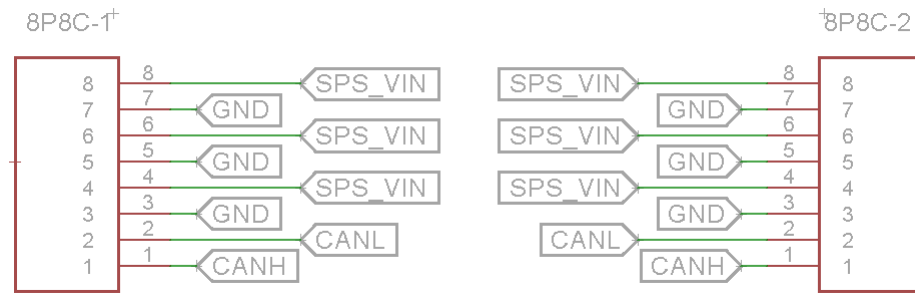 8P8C-1 8P8C-2
8 8 SPS_VIN SPS_VIN 8 8
7 7 GND GND 7 7
6 6 SPS_VIN SPS_VIN 6 6
5 5 GND GND 5 5
4 4 SPS_VIN SPS_VIN 4 4
3 3 GND GND 3 3
2 2 CANL CANL 2 2
1 1 CANH CANH 1 1